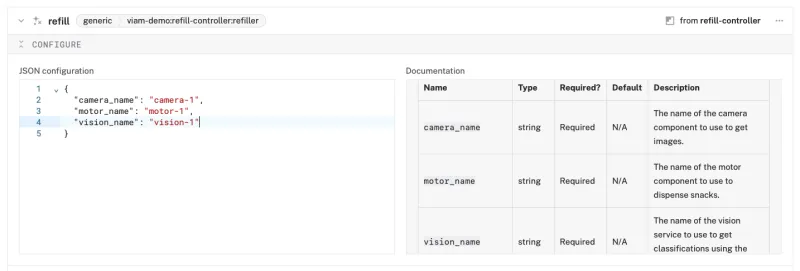 refill generic viam-demo:refill-controller:refiller from refill-controller ...
CONFIGURE
JSON configuration
1 {
2 "camera_name": "camera-1",
3 "motor_name": "motor-1",
4 "vision_name": "vision-1"
5 }
Documentation
Name Type Required? Default Description
camera_name string Required N/A The name of the camera
component to use to get
images.
motor_name string Required N/A The name of the motor
component to use to
dispense snacks.
vision_name string Required N/A The name of the vision
service to use to get
classifications using the